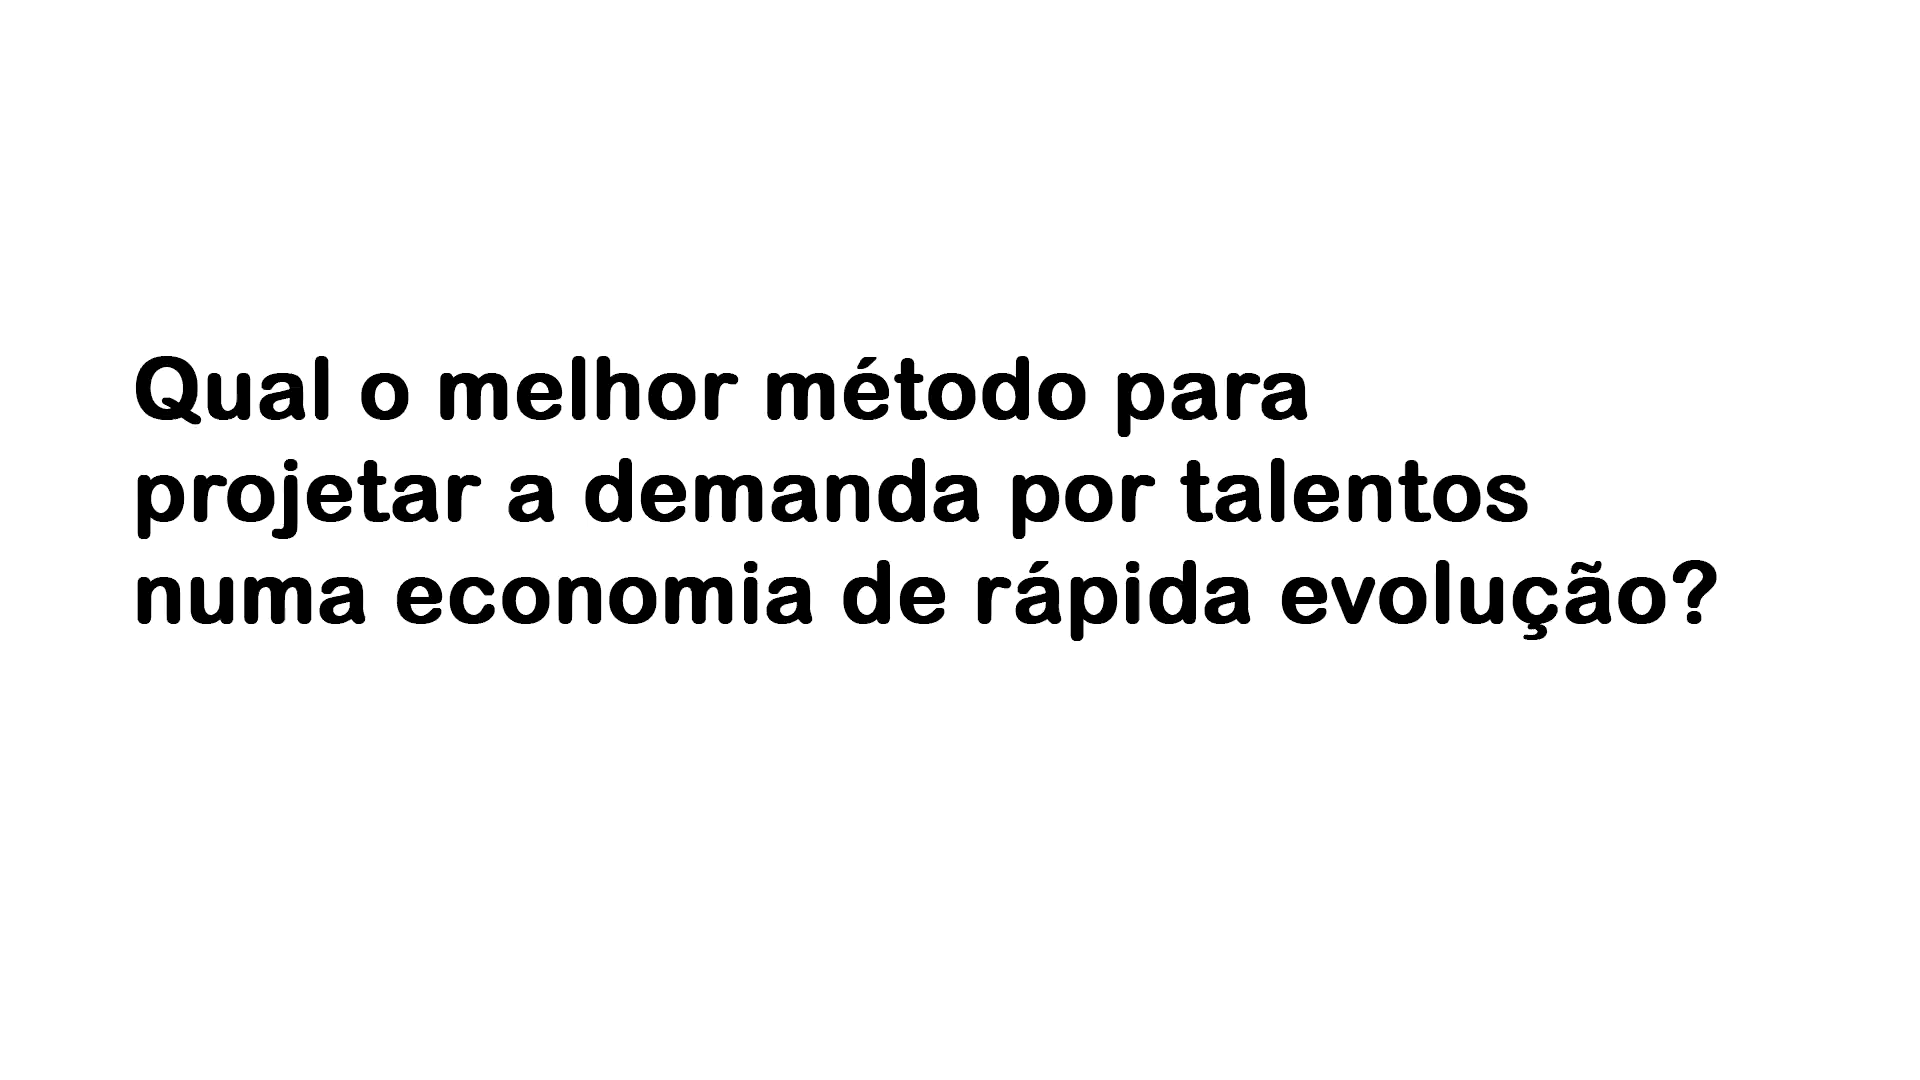 Qual o melhor método para
projetar a demanda por talentos
numa economia de rápida evolução?